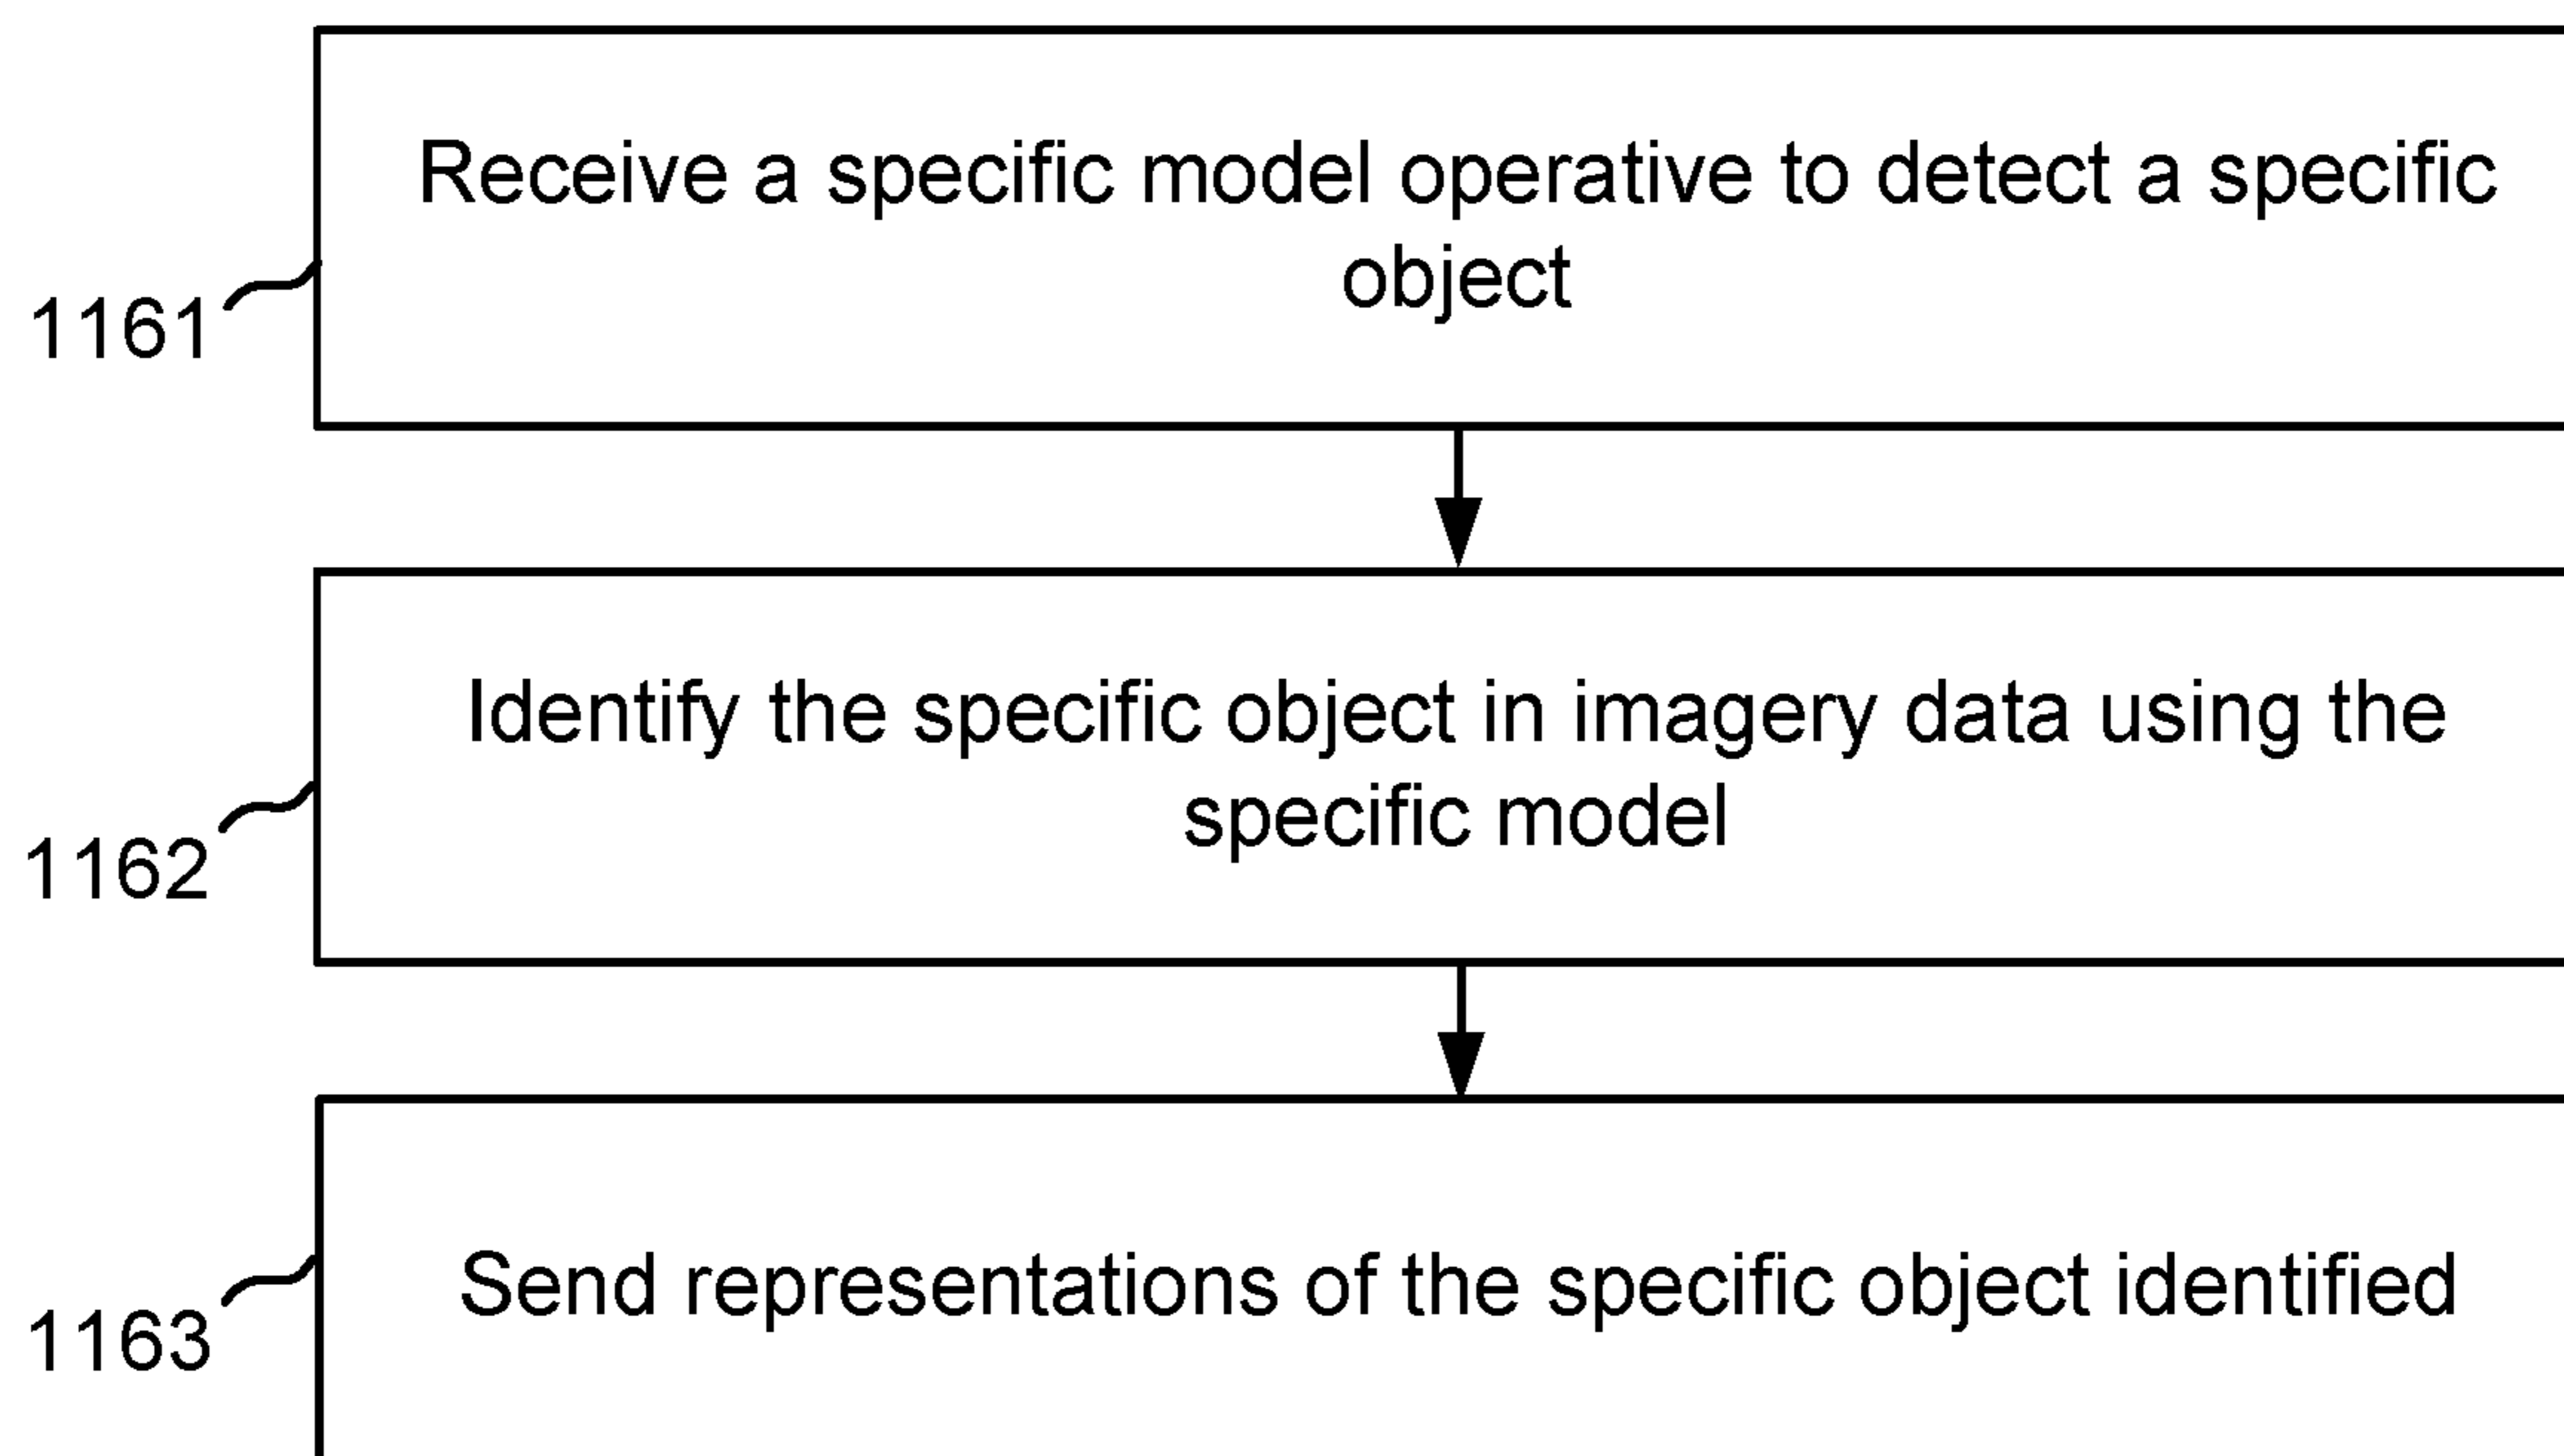 Receive a specific model operative to detect a specific
object
1161
Identify the specific object in imagery data using the
specific model
1162
Send representations of the specific object identified
1163